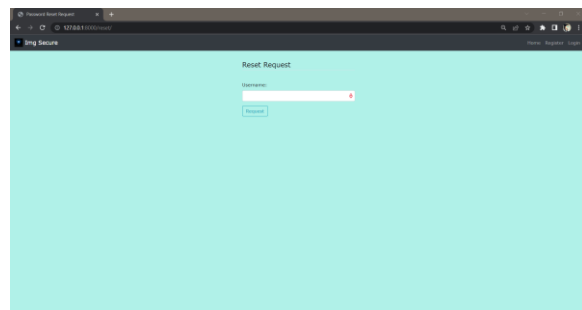 Password Reset Request
127.0.0.1:8000/reset/
Img Secure
Home Register Login
Reset Request
Username:
Request